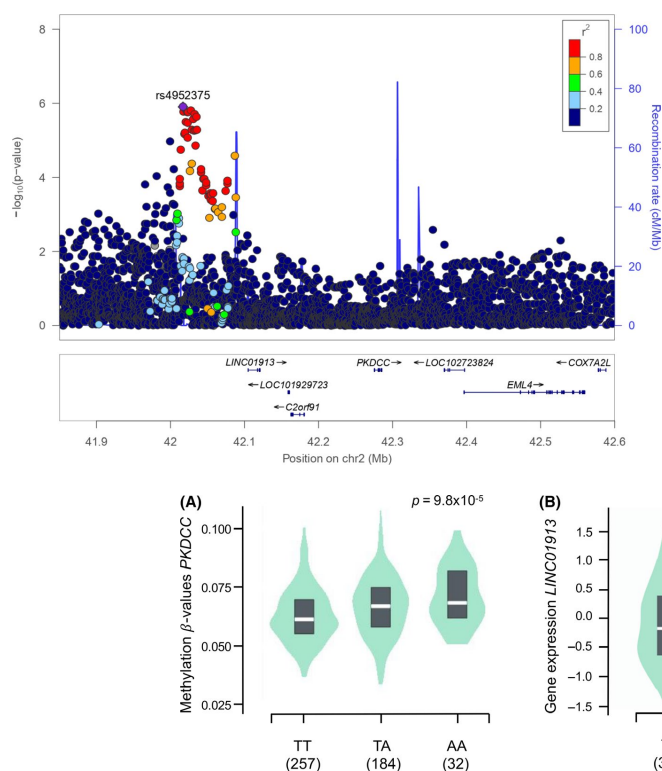 8
6
4
2
0
−log10(p−value)
rs4952375
r²
0.8
0.6
0.4
0.2
100
80
60
40
20
0
Recombination rate (cM/Mb)
LINC01913
PKDCC
LOC102723824
COX7A2L
LOC101929723
EML4
C2orf91
41.9 42 42.1 42.2 42.3 42.4 42.5 42.6
Position on chr2 (Mb)
(A)
p = 9.8x10-5
Methylation β-values PKDCC
0.100
0.075
0.050
0.025
TT TA AA
(257) (184) (32)
(B)
Gene expression LINC01913
1.5
1.0
0.5
0.0
−0.5
−1.0
−1.5